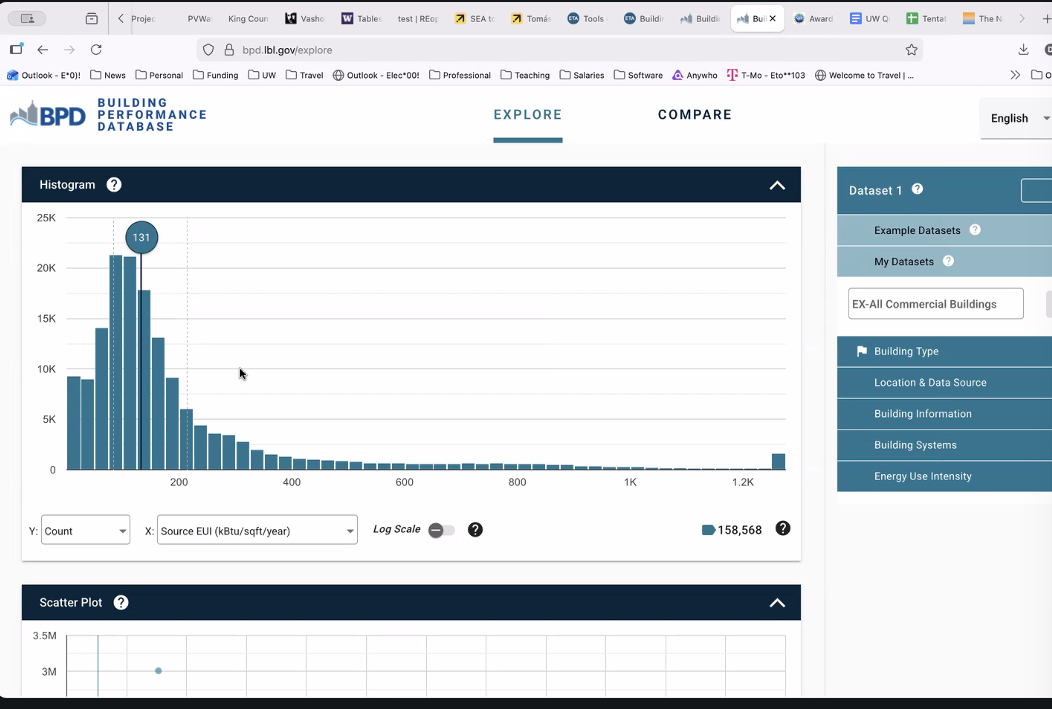 Projec
PVWa
King Coun
Vasho
Tables
test | REop
SEA to
Tomás
Tools
Buildin
Buildi
Bui
Award
UW Q
Tentat
The N
bpd.lbl.gov/explore
Outlook - E*0)!
News
Personal
Funding
UW
Travel
Outlook - Elec*00!
Professional
Teaching
Salaries
Software
Anywho
T-Mo - Eto**103
Welcome to Travel | ...
BPD
BUILDING
PERFORMANCE
DATABASE
EXPLORE
COMPARE
English
Histogram ?
25K
20K
15K
10K
5K
0
131
200
400
600
800
1K
1.2K
Y: Count
X: Source EUI (kBtu/sqft/year)
Log Scale
?
158,568 ?
Scatter Plot ?
3.5M
3M
Dataset 1 ?
Example Datasets ?
My Datasets ?
EX-All Commercial Buildings
Building Type
Location & Data Source
Building Information
Building Systems
Energy Use Intensity